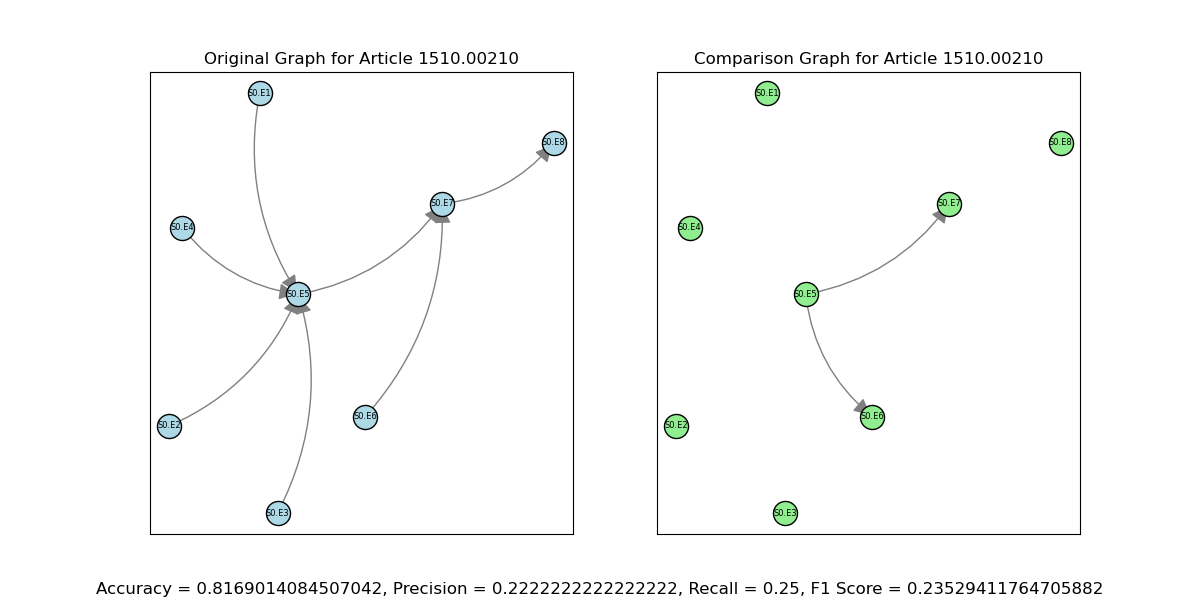 Original Graph for Article 1510.00210
Comparison Graph for Article 1510.00210
S0.E1
S0.E8
S0.E7
S0.E4
S0.E5
S0.E6
S0.E2
S0.E3
S0.E1
S0.E8
S0.E7
S0.E4
S0.E5
S0.E6
S0.E2
S0.E3
Accuracy = 0.8169014084507042, Precision = 0.2222222222222222, Recall = 0.25, F1 Score = 0.23529411764705882